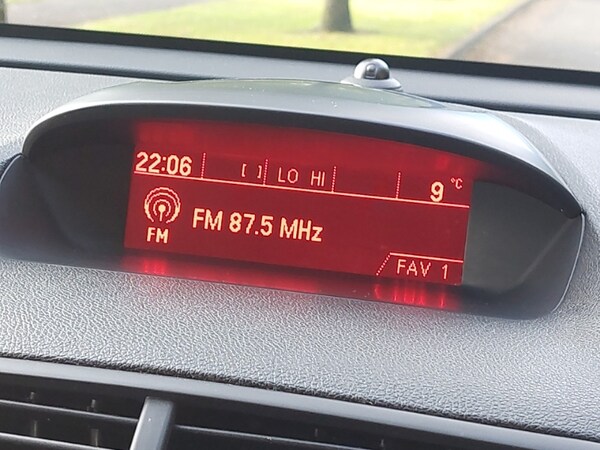 22:06 [ ] LO HI 9 °C
FM 87.5 MHz
FM
FAV 1